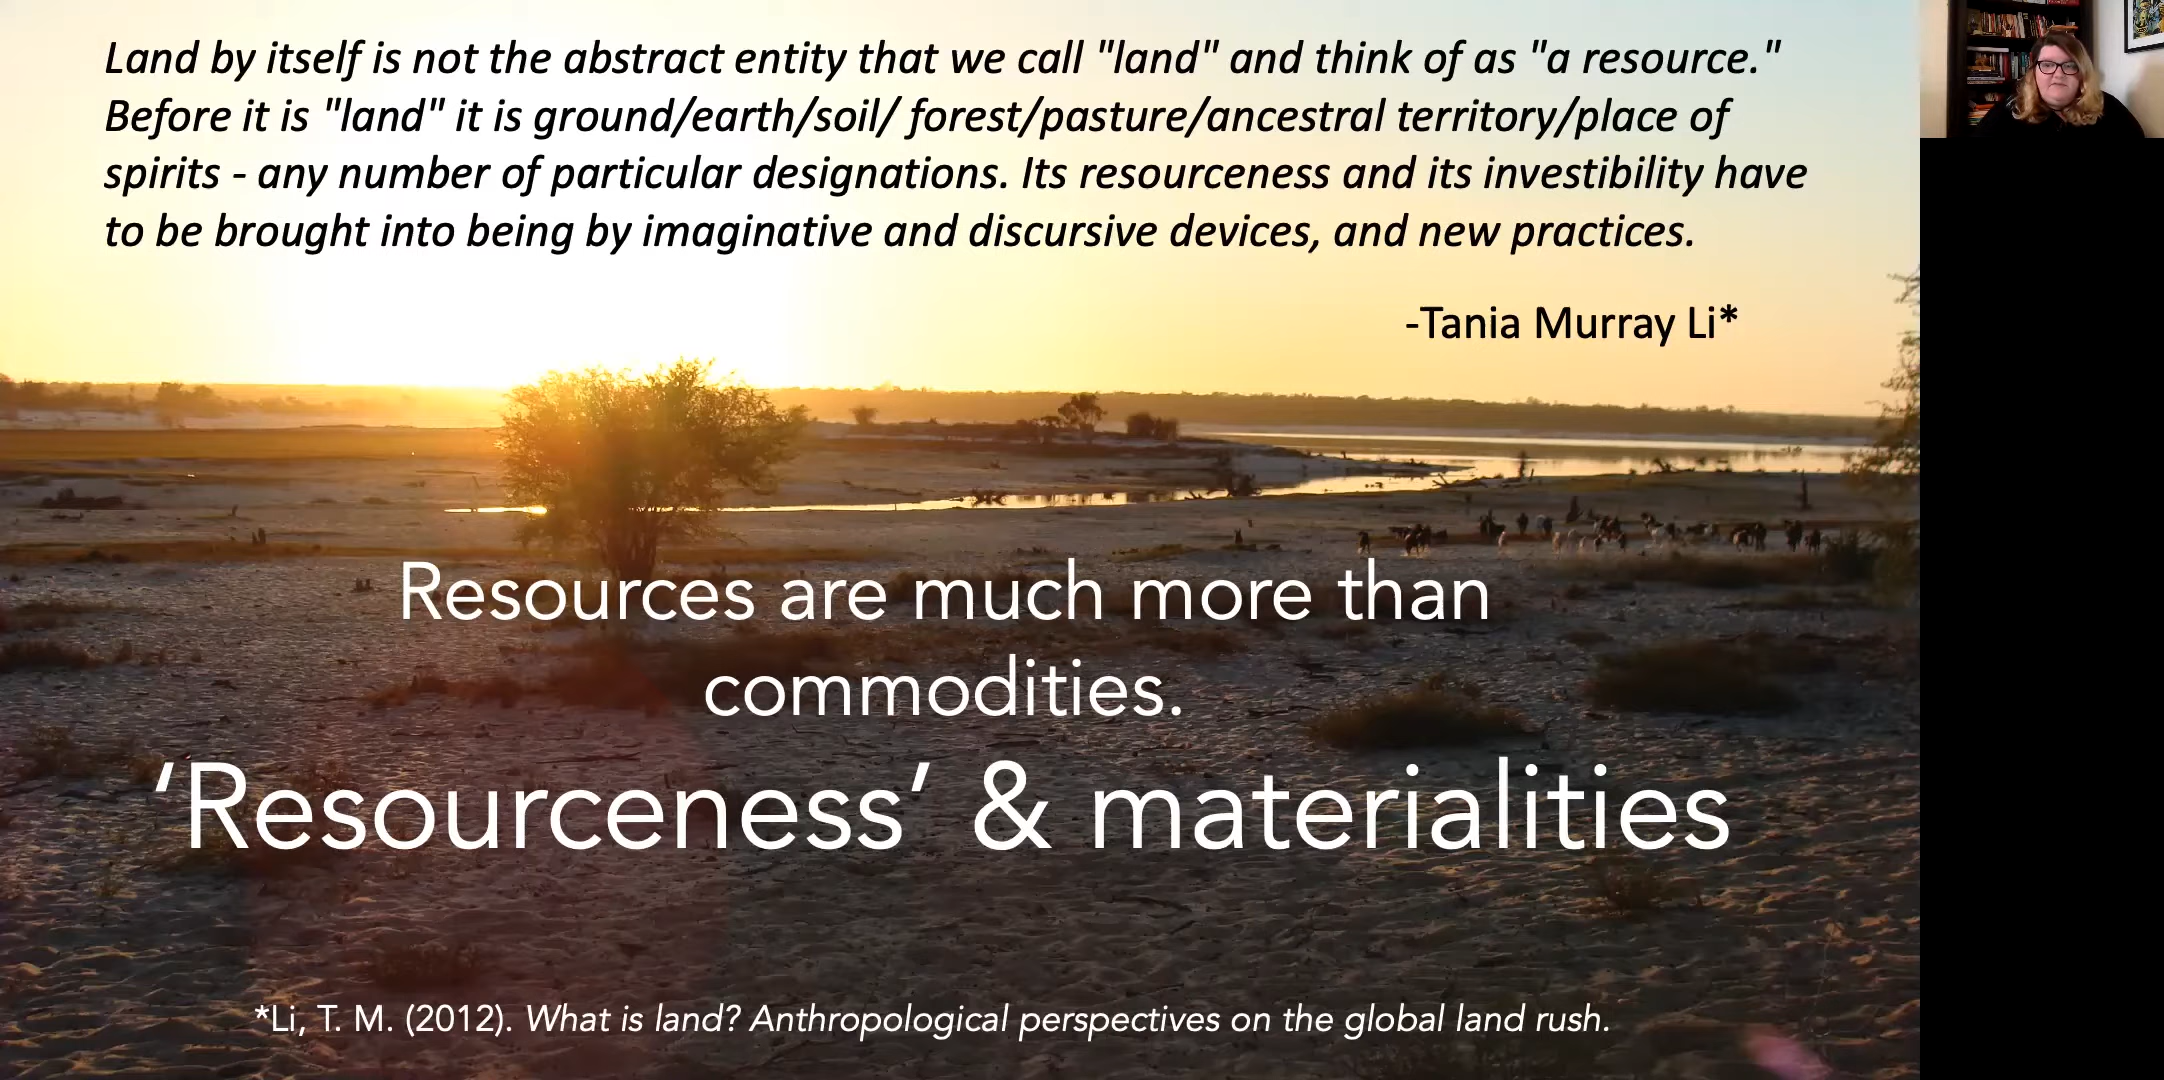 Land by itself is not the abstract entity that we call "land" and think of as "a resource."
Before it is "land" it is ground/earth/soil/ forest/pasture/ancestral territory/place of
spirits - any number of particular designations. Its resourceness and its investibility have
to be brought into being by imaginative and discursive devices, and new practices.
-Tania Murray Li*
Resources are much more than
commodities.
‘Resourceness’ & materialities
*Li, T. M. (2012). What is land? Anthropological perspectives on the global land rush.